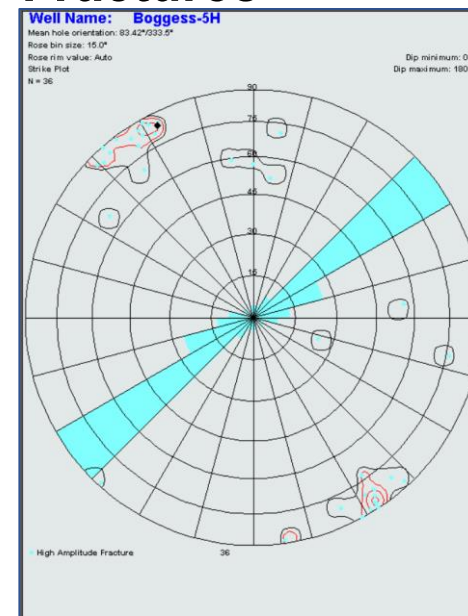 Fractures
Well Name: Boggess-5H
Mean hole orientation: 83.42°/333.5°
Rose bin size: 15.0°
Rose rim value: Auto
Strike Plot
N = 36
Dip minimum: 0
Dip maximum: 180
90
75
60
45
30
15
High Amplitude Fracture 36